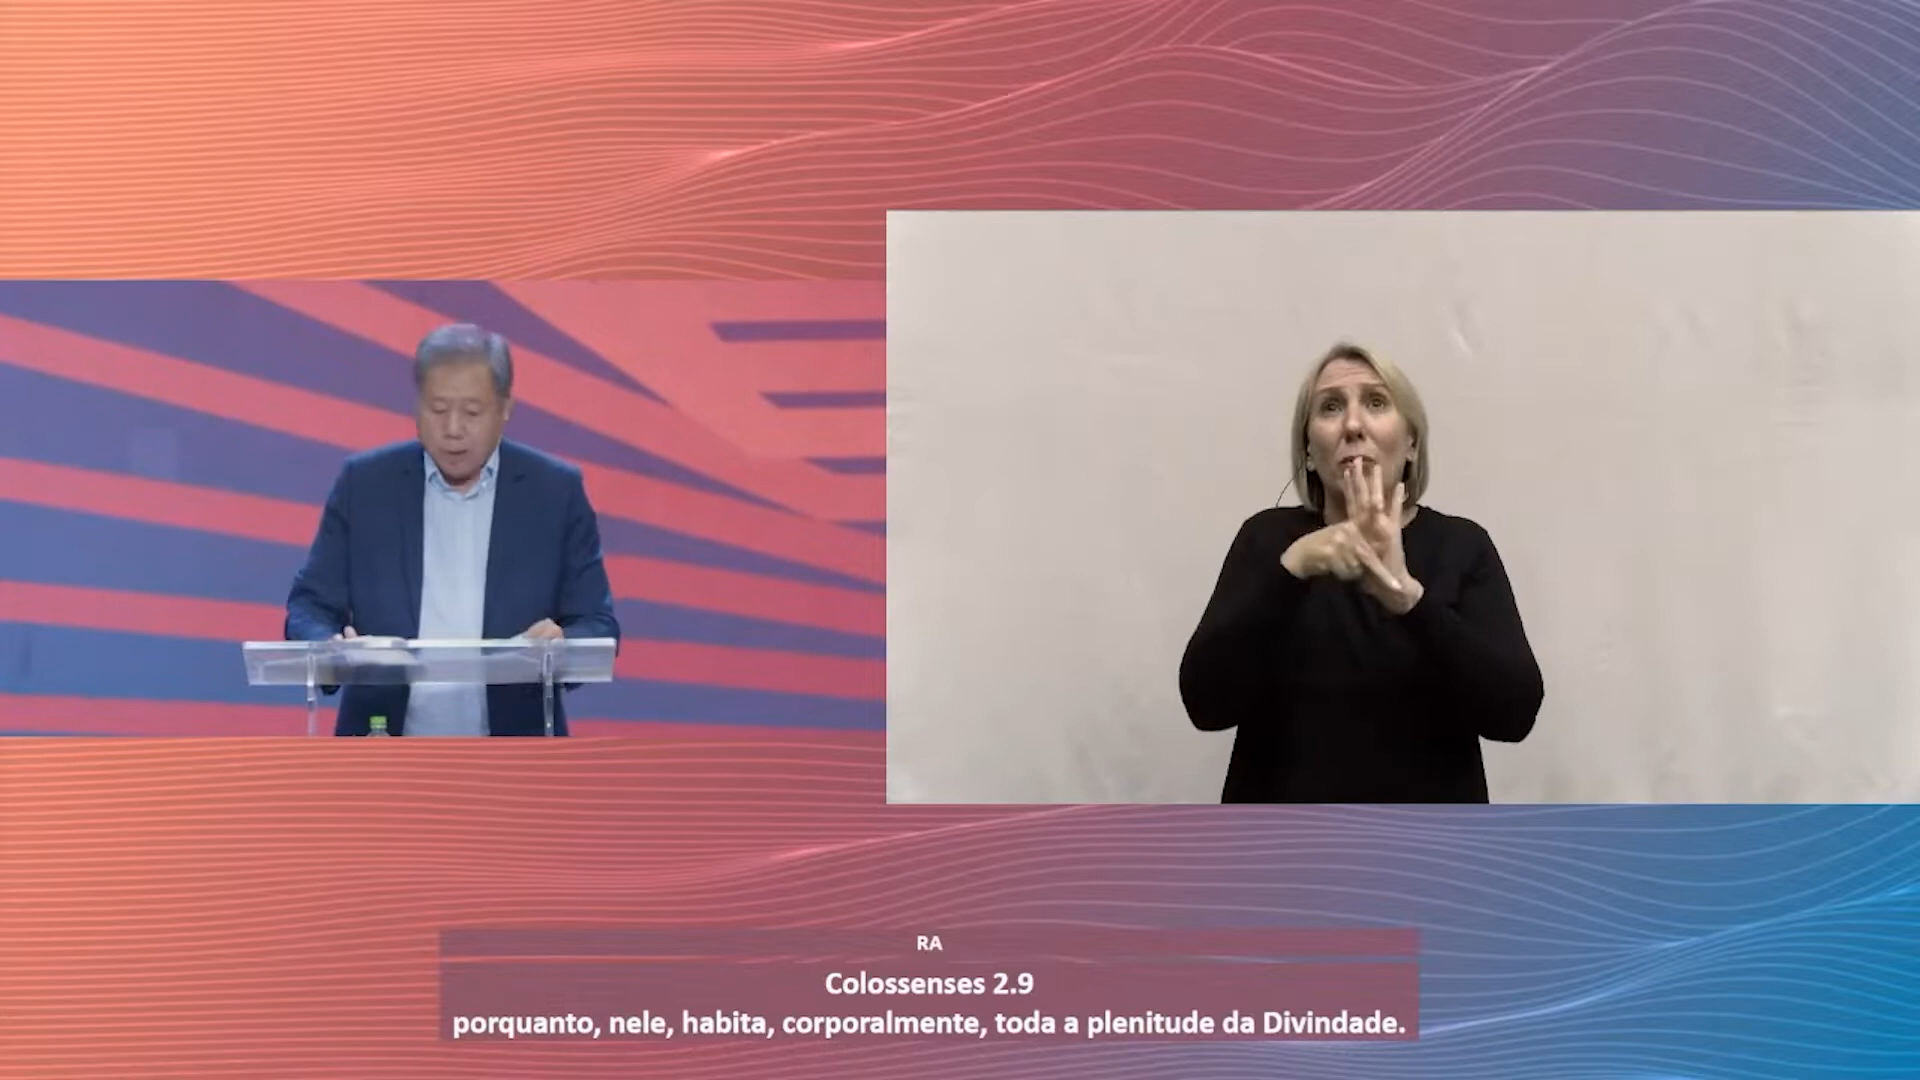 RA
Colossenses 2.9
porquanto, nele, habita, corporalmente, toda a plenitude da Divindade.